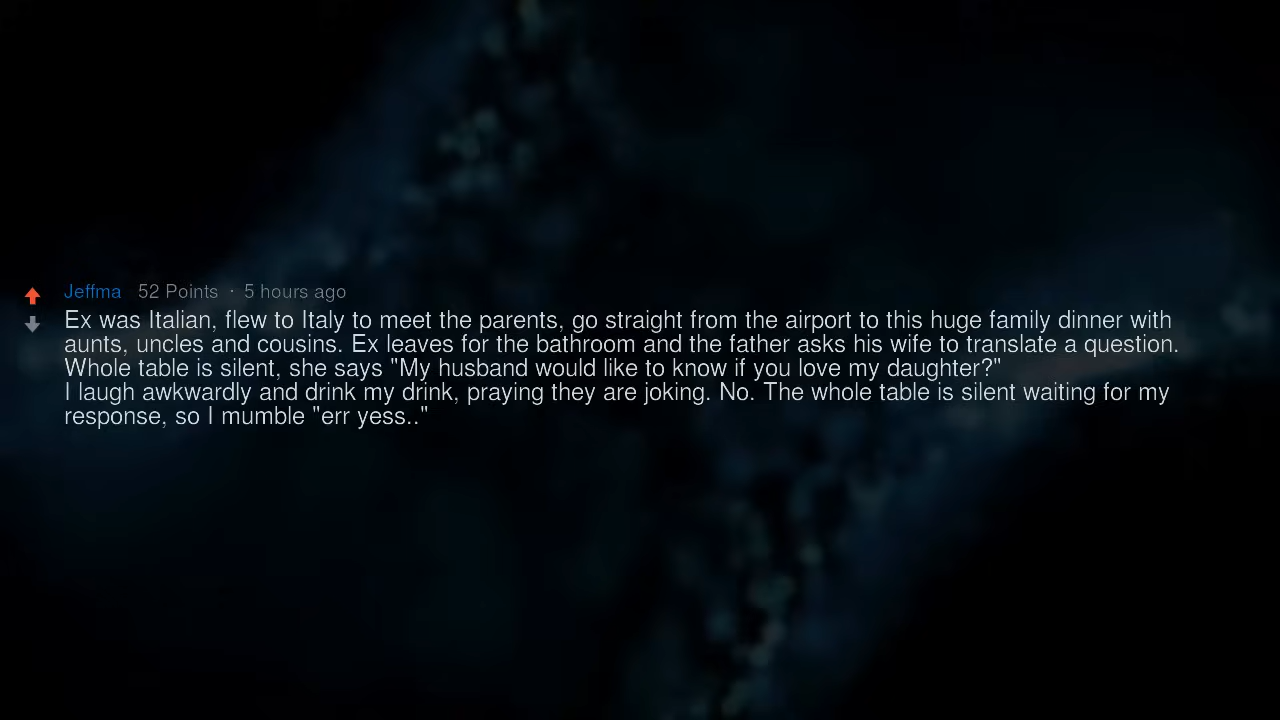 Jeffma 52 Points · 5 hours ago
Ex was Italian, flew to Italy to meet the parents, go straight from the airport to this huge family dinner with
aunts, uncles and cousins. Ex leaves for the bathroom and the father asks his wife to translate a question.
Whole table is silent, she says "My husband would like to know if you love my daughter?"
I laugh awkwardly and drink my drink, praying they are joking. No. The whole table is silent waiting for my
response, so I mumble "err yess.."